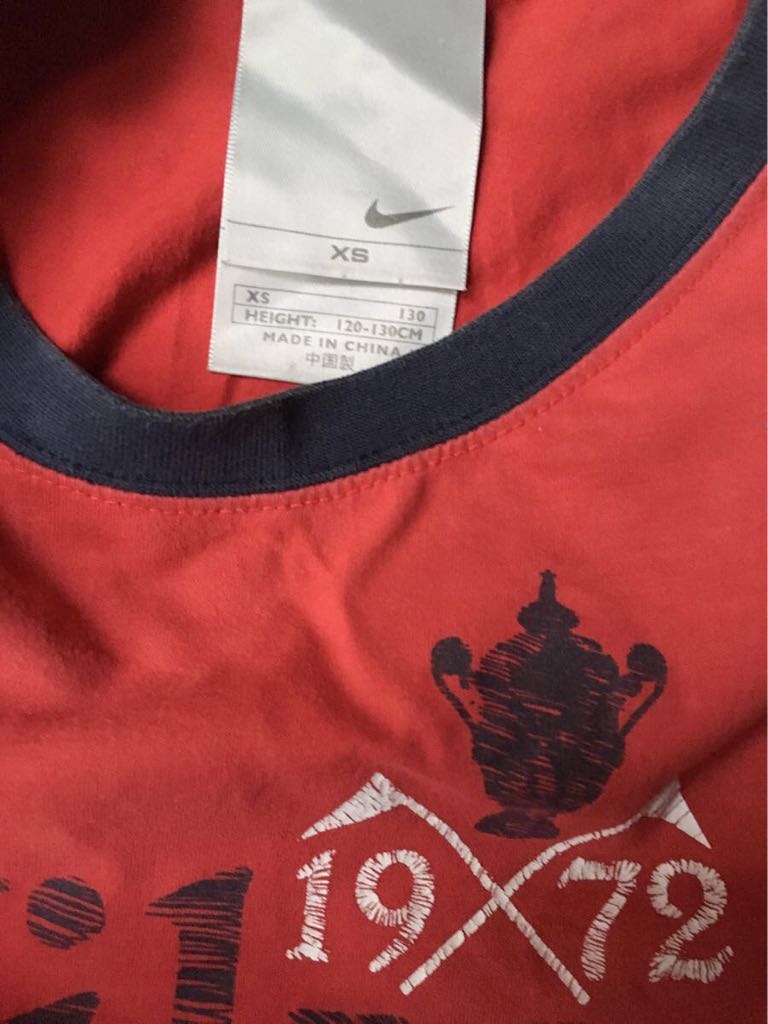 XS
XS 130
HEIGHT: 120-130CM
MADE IN CHINA
中国製
1972